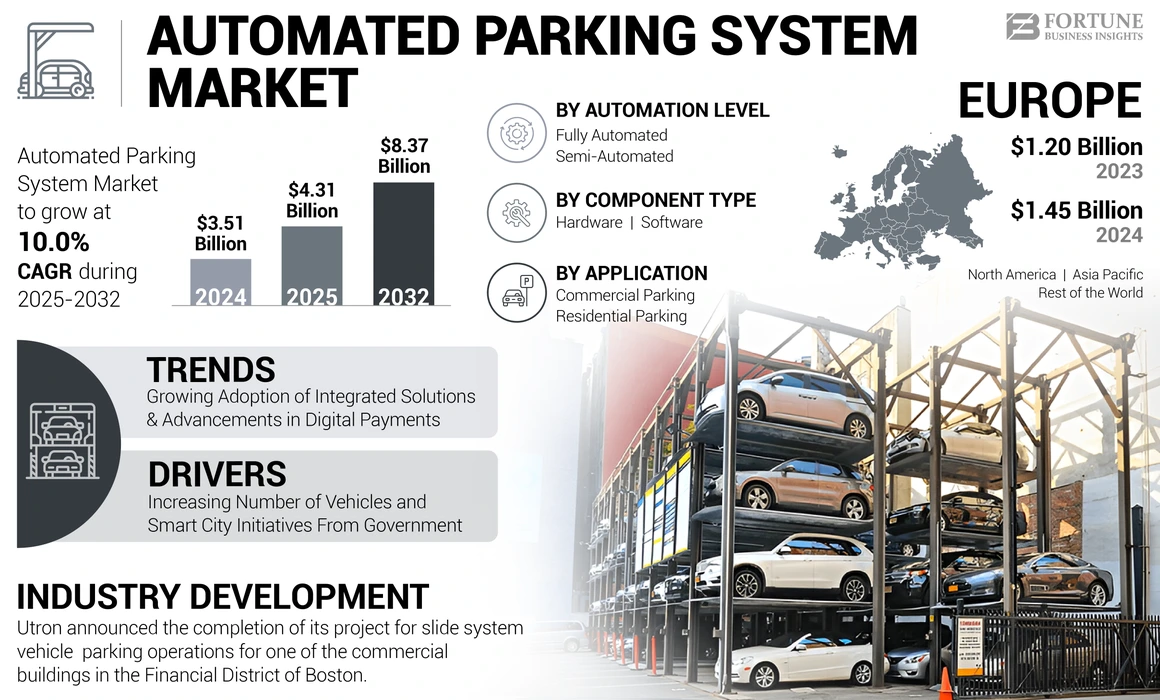 AUTOMATED PARKING SYSTEM
MARKET
FORTUNE
BUSINESS INSIGHTS
Automated Parking
System Market
to grow at
10.0%
CAGR during
2025-2032
$3.51
Billion
2024
$4.31
Billion
2025
$8.37
Billion
2032
BY AUTOMATION LEVEL
Fully Automated
Semi-Automated
BY COMPONENT TYPE
Hardware | Software
P
BY APPLICATION
Commercial Parking
Residential Parking
EUROPE
$1.20 Billion
2023
$1.45 Billion
2024
North America | Asia Pacific
Rest of the World
TRENDS
Growing Adoption of Integrated Solutions
& Advancements in Digital Payments
DRIVERS
Increasing Number of Vehicles and
Smart City Initiatives From Government
INDUSTRY DEVELOPMENT
Utron announced the completion of its project for slide system
vehicle parking operations for one of the commercial
buildings in the Financial District of Boston.